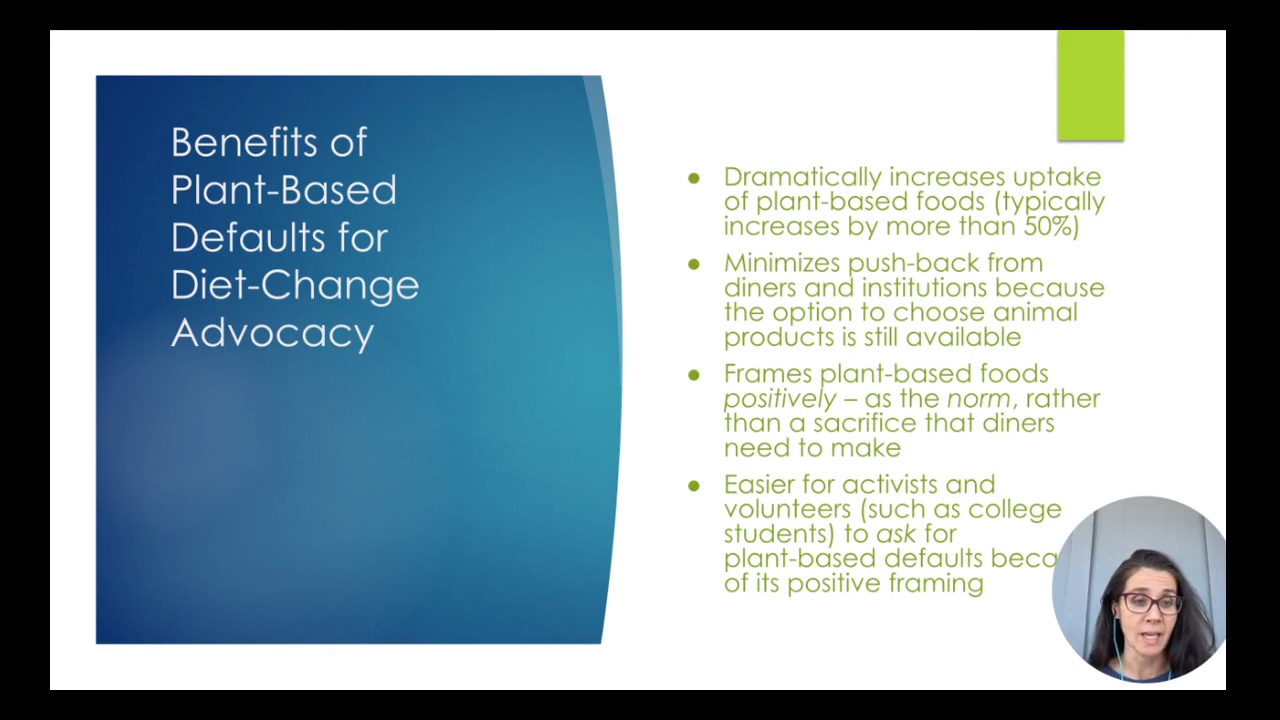 Benefits of
Plant-Based
Defaults for
Diet-Change
Advocacy
● Dramatically increases uptake
of plant-based foods (typically
increases by more than 50%)
● Minimizes push-back from
diners and institutions because
the option to choose animal
products is still available
● Frames plant-based foods
positively – as the norm, rather
than a sacrifice that diners
need to make
● Easier for activists and
volunteers (such as college
students) to ask for
plant-based defaults beca
of its positive framing